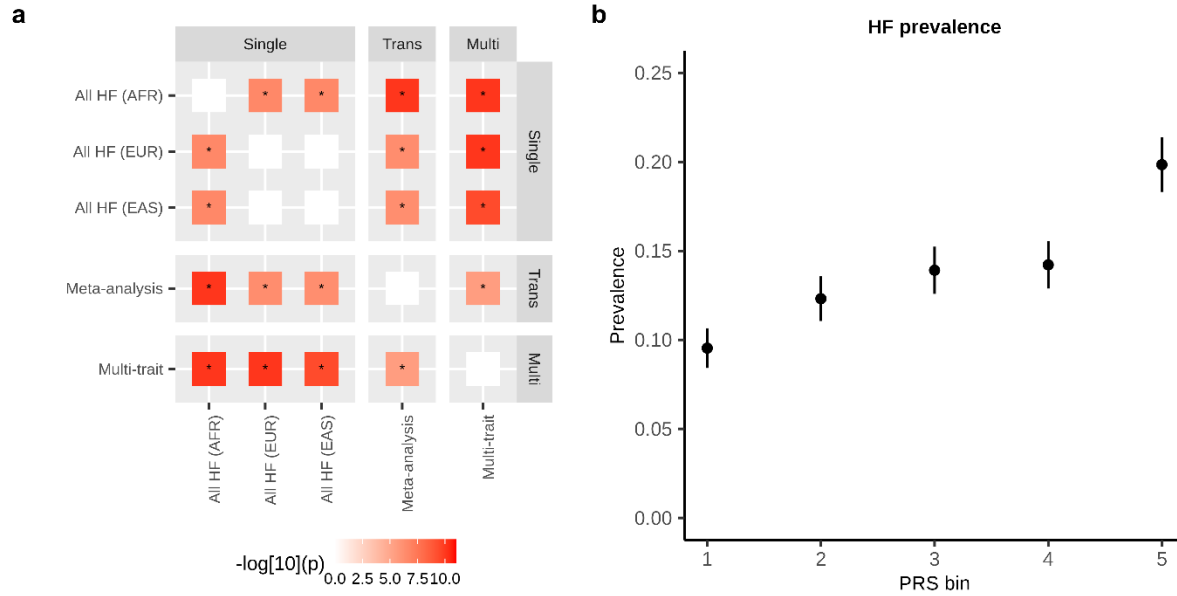 a
Single
Trans
Multi
All HF (AFR)
*
*
*
*
All HF (EUR)
*
*
*
All HF (EAS)
*
*
*
Single
Meta-analysis
*
*
*
*
Trans
Multi-trait
*
*
*
*
Multi
All HF (AFR)
All HF (EUR)
All HF (EAS)
Meta-analysis
Multi-trait
-log[10](p)
0.0 2.5 5.0 7.5 10.0
b
HF prevalence
Prevalence
0.25
0.20
0.15
0.10
0.05
0.00
1 2 3 4 5
PRS bin